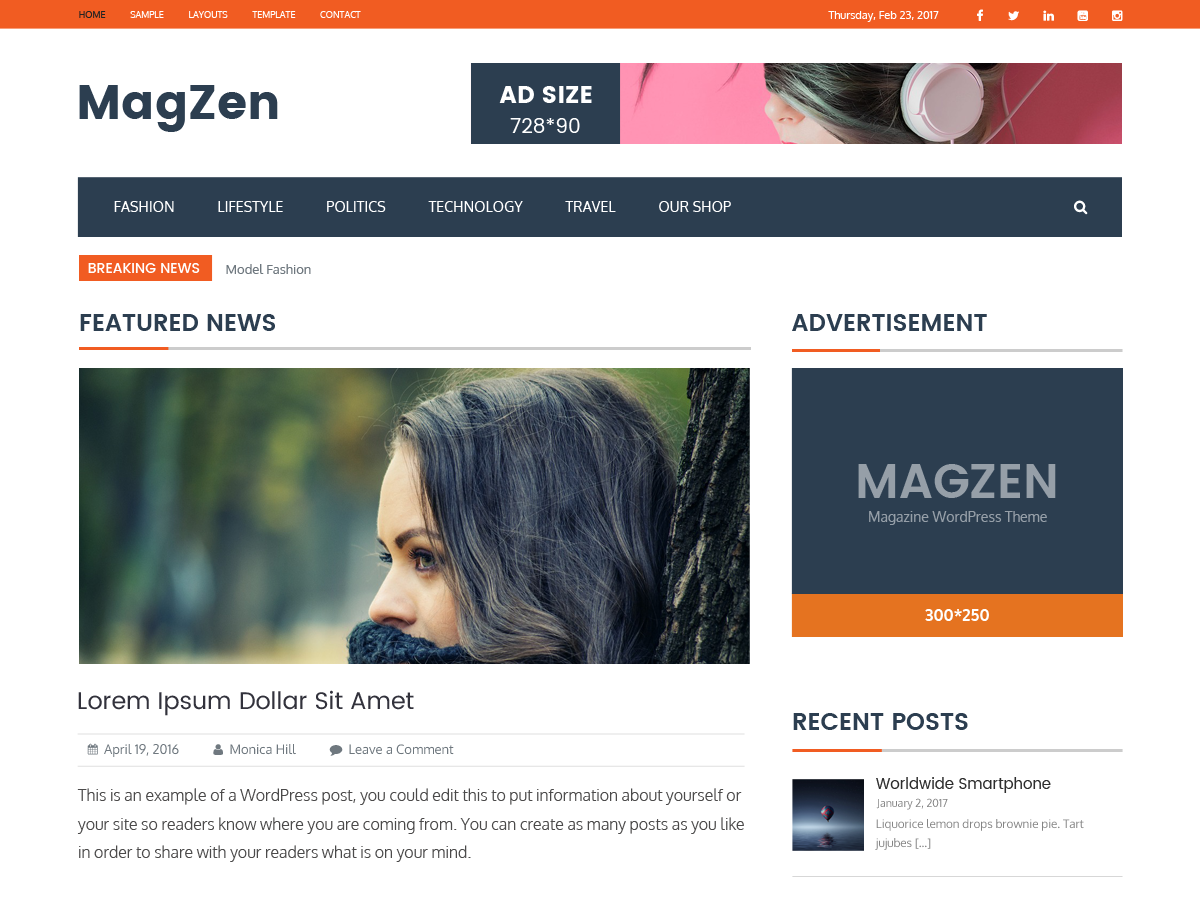 HOME SAMPLE LAYOUTS TEMPLATE CONTACT Thursday, Feb 23, 2017
MagZen
AD SIZE
728*90
FASHION LIFESTYLE POLITICS TECHNOLOGY TRAVEL OUR SHOP
BREAKING NEWS Model Fashion
FEATURED NEWS
Lorem Ipsum Dollar Sit Amet
April 19, 2016 Monica Hill Leave a Comment
This is an example of a WordPress post, you could edit this to put information about yourself or
your site so readers know where you are coming from. You can create as many posts as you like
in order to share with your readers what is on your mind.
ADVERTISEMENT
MAGZEN
Magazine WordPress Theme
300*250
RECENT POSTS
Worldwide Smartphone
January 2, 2017
Liquorice lemon drops brownie pie. Tart
jujubes [...]